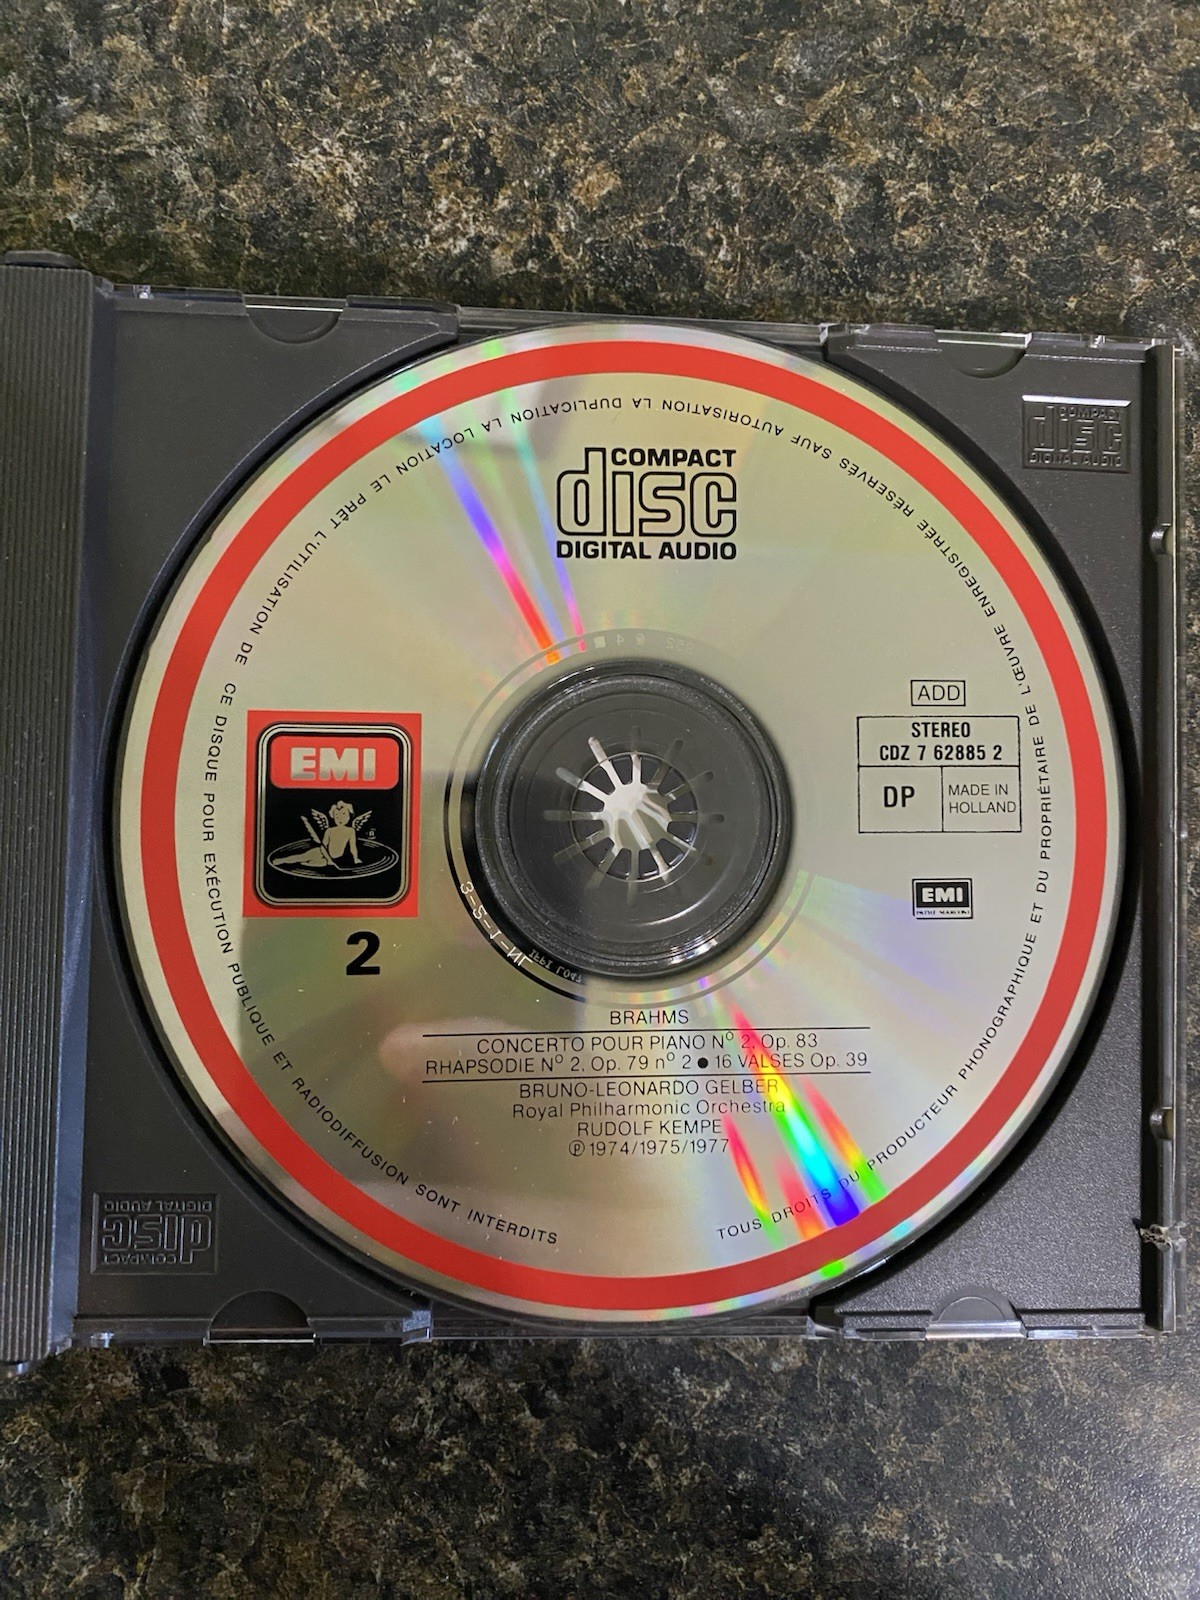 COMPACT
disc
DIGITAL AUDIO
COMPACT
disc
DIGITAL AUDIO
ADD
STEREO
CDZ 7 62885 2
DP
MADE IN
HOLLAND
EMI
EMI
2
BRAHMS
CONCERTO POUR PIANO Nº 2, Op. 83
RHAPSODIE Nº 2, Op. 79 nº 2 ● 16 VALSES Op. 39
BRUNO-LEONARDO GELBER
Royal Philharmonic Orchestra
RUDOLF KEMPE
℗ 1974/1975/1977
TOUS DROITS DU PRODUCTEUR PHONOGRAPHIQUE ET DU PROPRIÉTAIRE DE L'ŒUVRE ENREGISTRÉE RÉSERVÉS SAUF AUTORISATION LA DUPLICATION LA LOCATION LE PRÊT L'UTILISATION DE CE DISQUE POUR EXÉCUTION PUBLIQUE ET RADIODIFFUSION SONT INTERDITS
COMPACT
disc
DIGITAL AUDIO